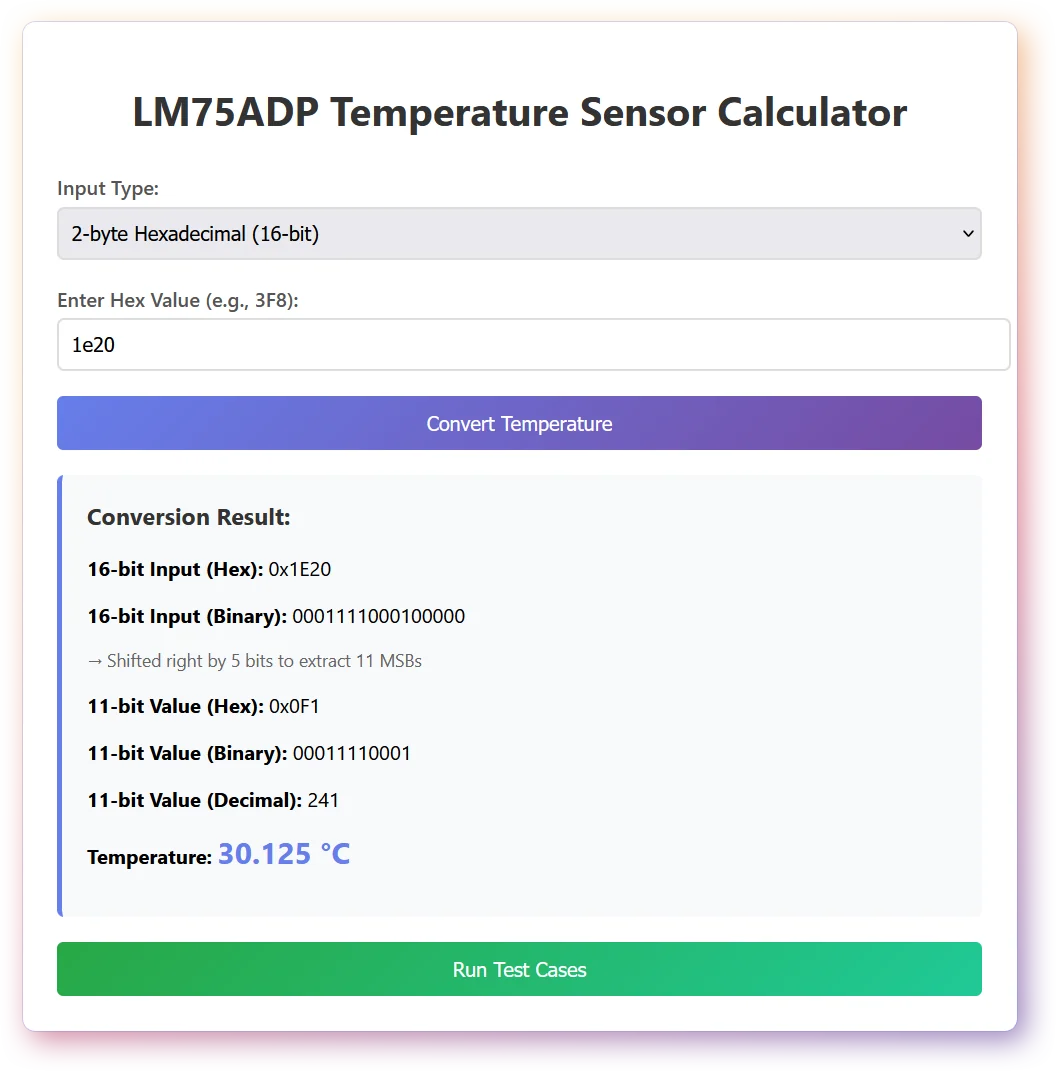 LM75ADP Temperature Sensor Calculator
Input Type:
2-byte Hexadecimal (16-bit)
Enter Hex Value (e.g., 3F8):
1e20
Convert Temperature
Conversion Result:
16-bit Input (Hex): 0x1E20
16-bit Input (Binary): 0001111000100000
→ Shifted right by 5 bits to extract 11 MSBs
11-bit Value (Hex): 0x0F1
11-bit Value (Binary): 00011110001
11-bit Value (Decimal): 241
Temperature: 30.125 °C
Run Test Cases